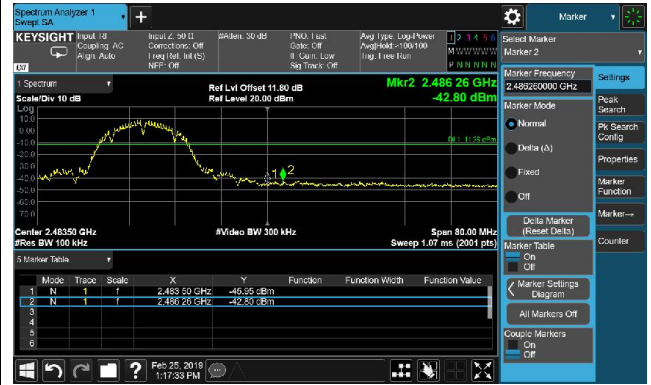 Spectrum Analyzer 1
Swept SA
Marker
KEYSIGHT Input: RF Input Z: 50 Ω #Atten: 30 dB PNO: Fast Avg Type: Log-Power 1 2 3 4 5 6
Coupling: AC Corrections: Off Gate: Off Avg|Hold:>100/100 M W W W W W
Align: Auto Freq Ref: Int (S) IF Gain: Low Trig: Free Run
NFE: Off Sig Track: Off P N N N N N
Select Marker
Marker 2
1 Spectrum
Scale/Div 10 dB
Ref Lvl Offset 11.80 dB
Ref Level 20.00 dBm
Mkr2 2.486 26 GHz
-42.80 dBm
Log
10.0
0.00
-10.0
-20.0
-30.0
-40.0
-50.0
-60.0
-70.0
1
2
Center 2.48350 GHz
#Res BW 100 kHz
#Video BW 300 kHz
Span 80.00 MHz
Sweep 1.07 ms (2001 pts)
5 Marker Table
Mode Trace Scale X Y Function Function Width Function Value
1 N 1 f 2.483 50 GHz -45.95 dBm
2 N 1 f 2.486 26 GHz -42.80 dBm
3
4
5
6
Marker Frequency
2.486260000 GHz
Marker Mode
Normal
Delta (Δ)
Fixed
Off
Delta Marker
(Reset Delta)
Marker Table
On
Off
Marker Settings
Diagram
All Markers Off
Couple Markers
On
Off
Settings
Peak
Search
Pk Search
Config
Properties
Marker
Function
Marker→
Counter
?
Feb 25, 2019
1:17:33 PM